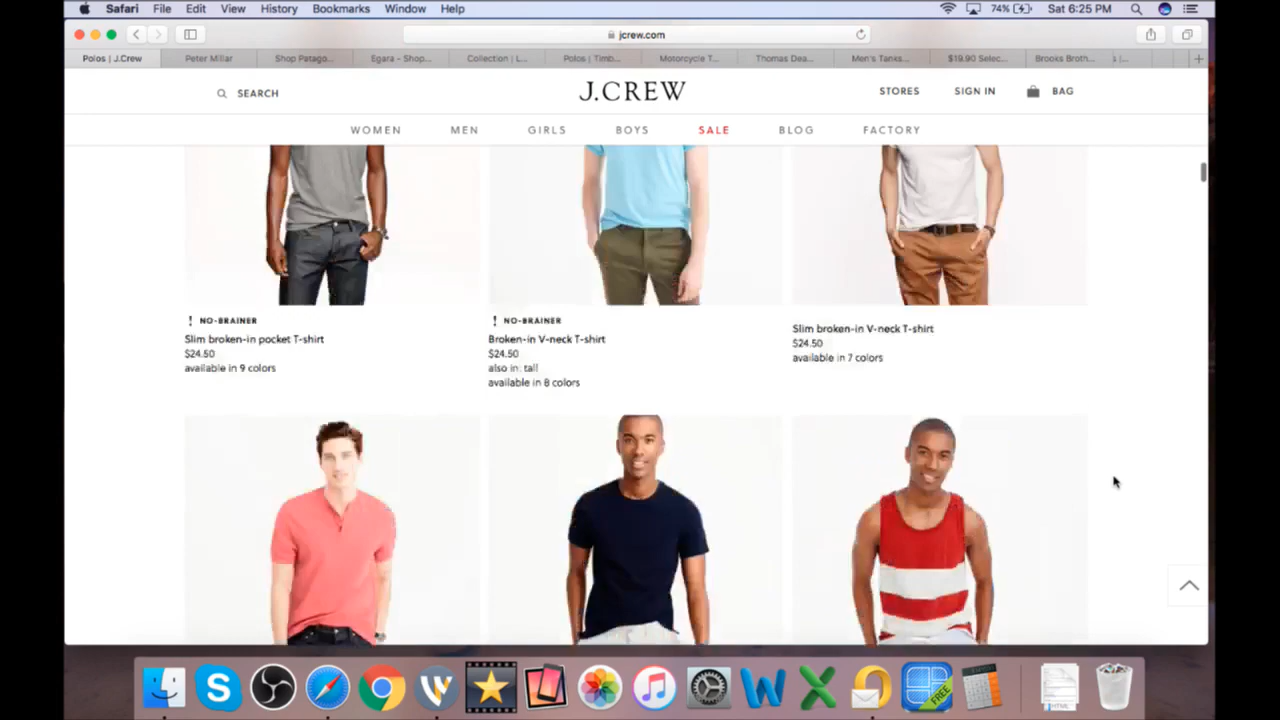 Safari File Edit View History Bookmarks Window Help 74% Sat 6:25 PM
jcrew.com
Polos | J.Crew Peter Millar Shop Patago... Egara - Shop... Collection | L... Polos | Timb... Motorcycle T... Thomas Dea... Men's Tanks... $19.90 Selec... Brooks Broth...
SEARCH J.CREW STORES SIGN IN BAG
WOMEN MEN GIRLS BOYS SALE BLOG FACTORY
! NO-BRAINER
Slim broken-in pocket T-shirt
$24.50
available in 9 colors
! NO-BRAINER
Broken-in V-neck T-shirt
$24.50
also in: tall
available in 8 colors
Slim broken-in V-neck T-shirt
$24.50
available in 7 colors
FREE
HTML